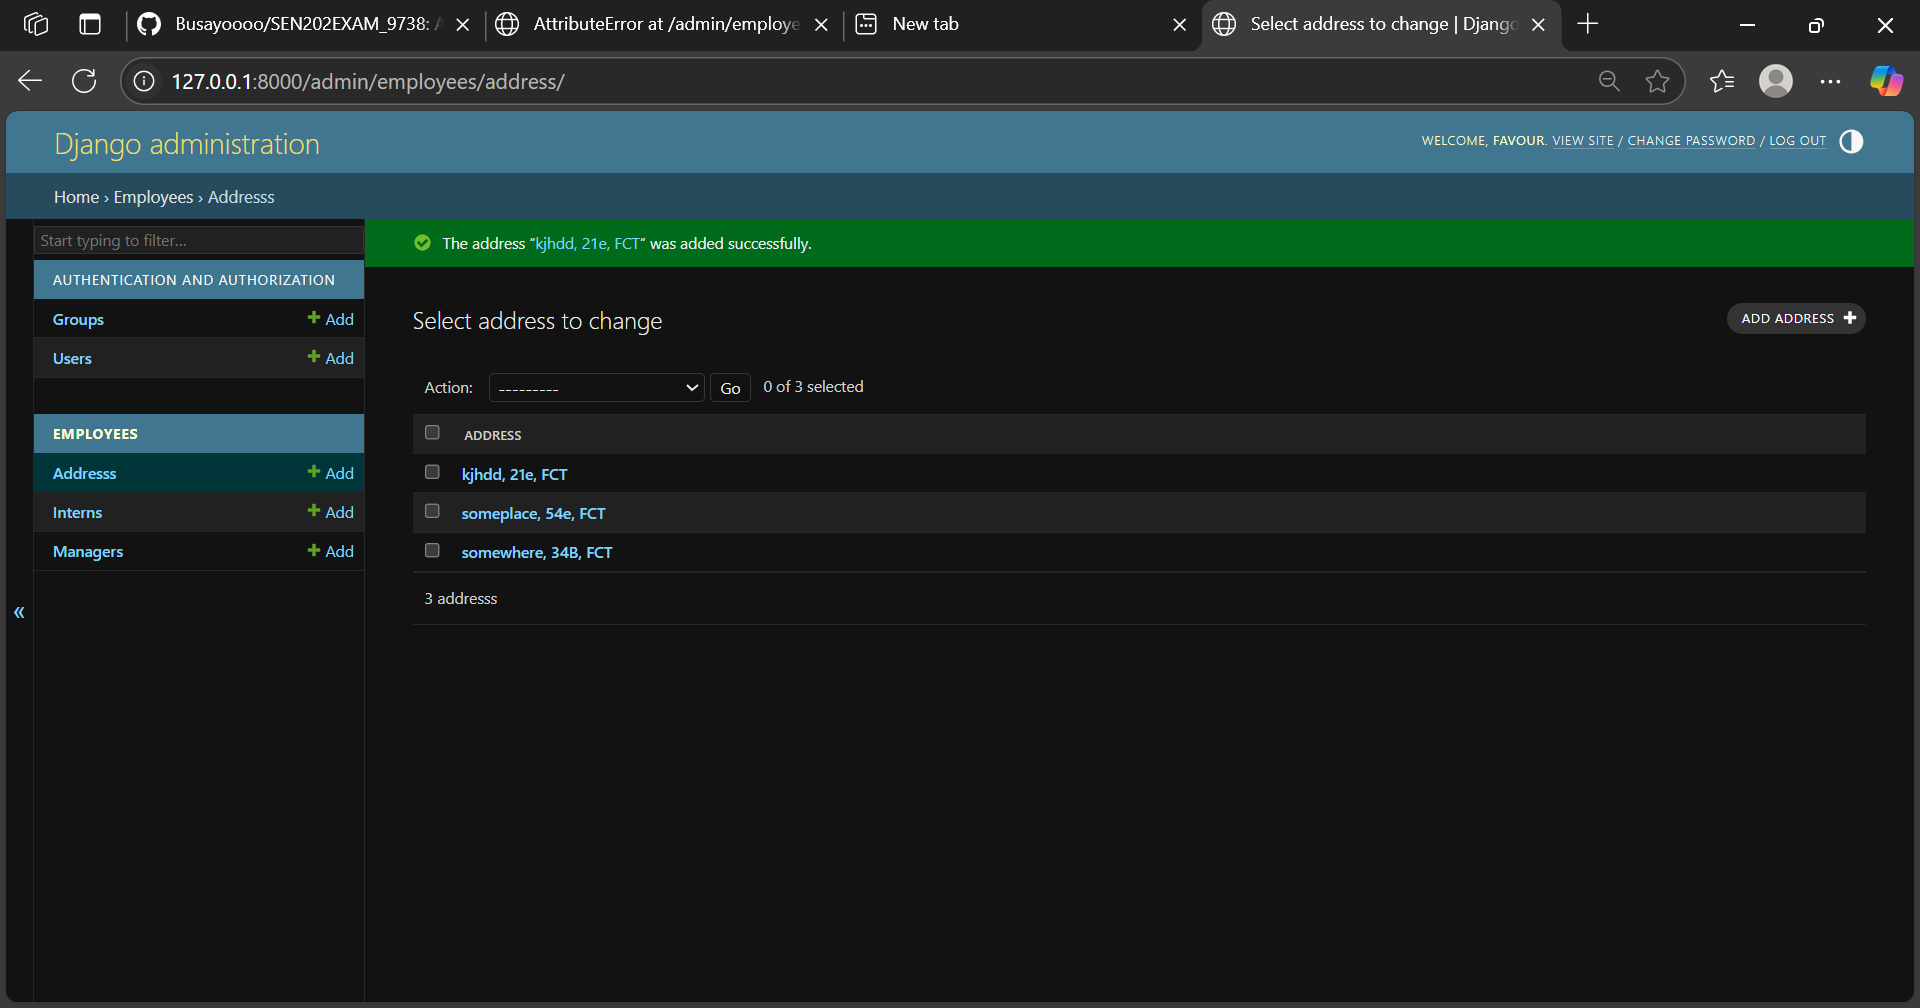 Busayoooo/SEN202EXAM_9738: A
AttributeError at /admin/employe
New tab
Select address to change | Django
127.0.0.1:8000/admin/employees/address/
Django administration
WELCOME, FAVOUR. VIEW SITE / CHANGE PASSWORD / LOG OUT
Home › Employees › Addresss
Start typing to filter...
The address “kjhdd, 21e, FCT” was added successfully.
AUTHENTICATION AND AUTHORIZATION
Groups
Add
Users
Add
EMPLOYEES
Addresss
Add
Interns
Add
Managers
Add
«
Select address to change
ADD ADDRESS
Action:
---------
Go
0 of 3 selected
ADDRESS
kjhdd, 21e, FCT
someplace, 54e, FCT
somewhere, 34B, FCT
3 addresss